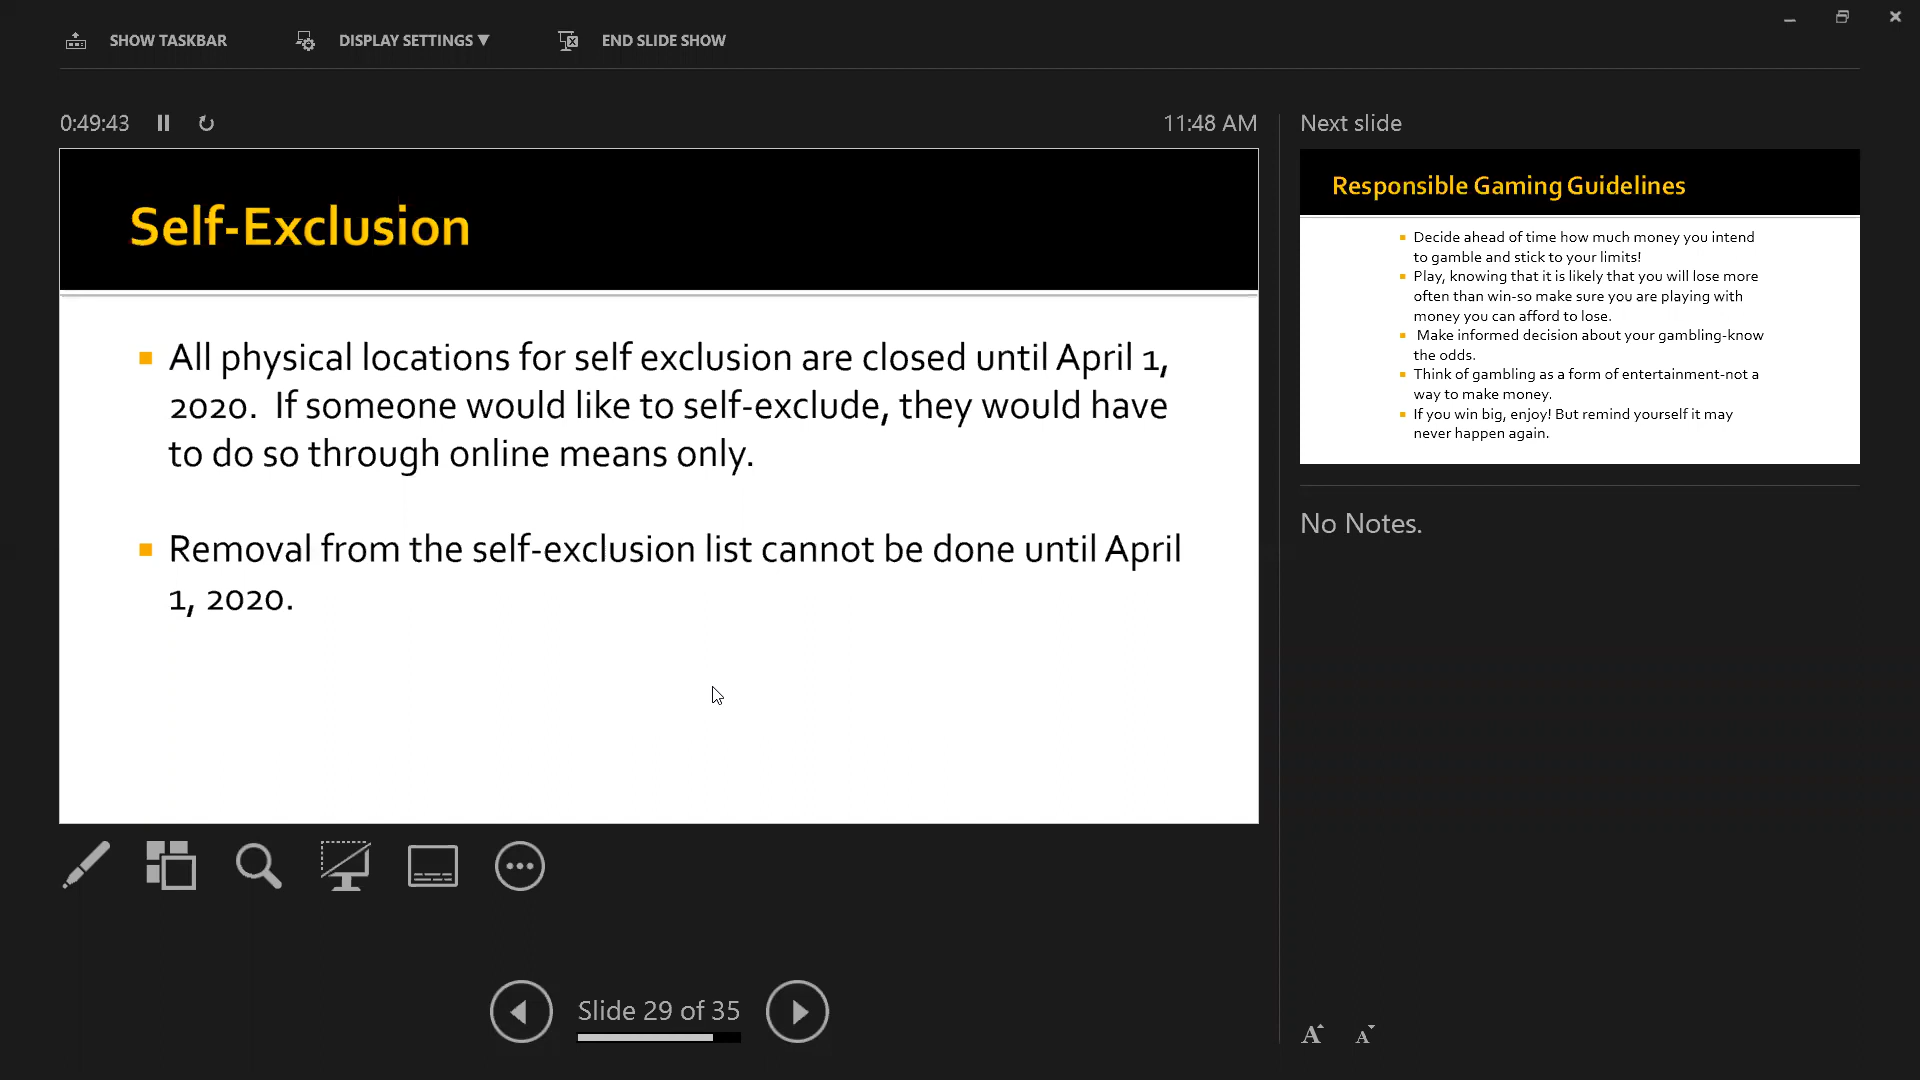 SHOW TASKBAR
DISPLAY SETTINGS ▼
END SLIDE SHOW
0:49:43
11:48 AM
Self-Exclusion
All physical locations for self exclusion are closed until April 1,
2020.  If someone would like to self-exclude, they would have
to do so through online means only.
Removal from the self-exclusion list cannot be done until April
1, 2020.
Slide 29 of 35
Next slide
Responsible Gaming Guidelines
Decide ahead of time how much money you intend
to gamble and stick to your limits!
Play, knowing that it is likely that you will lose more
often than win-so make sure you are playing with
money you can afford to lose.
Make informed decision about your gambling-know
the odds.
Think of gambling as a form of entertainment-not a
way to make money.
If you win big, enjoy! But remind yourself it may
never happen again.
No Notes.
A A